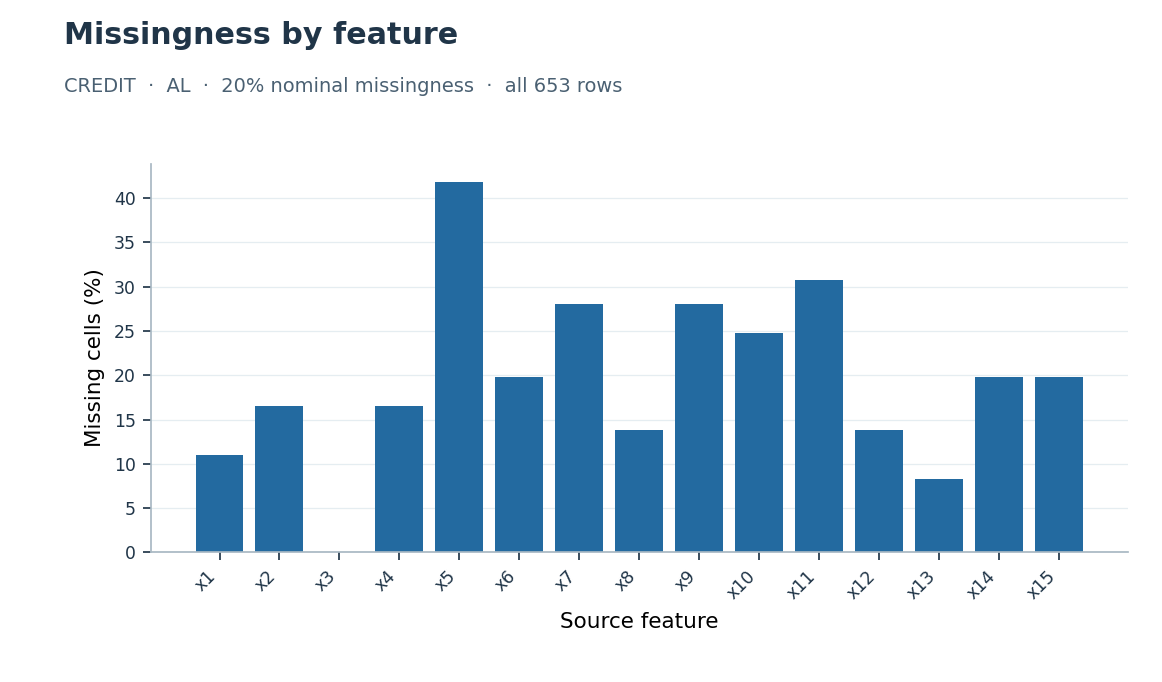 Missingness by feature
CREDIT · AL · 20% nominal missingness · all 653 rows
Missing cells (%)
40
35
30
25
20
15
10
5
0
x1 x2 x3 x4 x5 x6 x7 x8 x9 x10 x11 x12 x13 x14 x15
Source feature